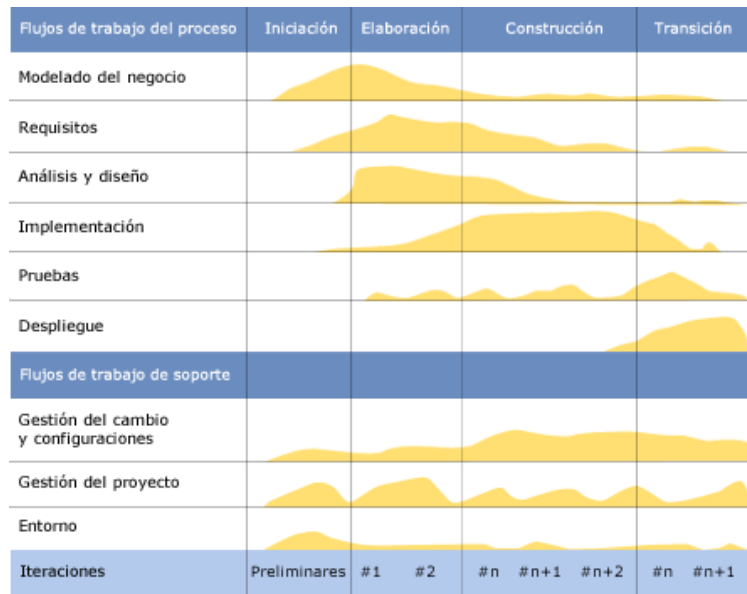 Flujos de trabajo del proceso Iniciación Elaboración Construcción Transición
Modelado del negocio
Requisitos
Análisis y diseño
Implementación
Pruebas
Despliegue
Flujos de trabajo de soporte
Gestión del cambio
y configuraciones
Gestión del proyecto
Entorno
Iteraciones Preliminares #1 #2 #n #n+1 #n+2 #n #n+1